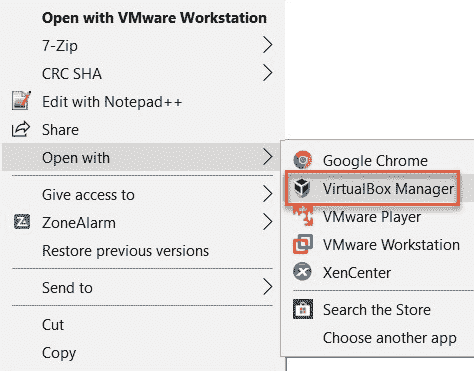 Open with VMware Workstation
7-Zip
CRC SHA
Edit with Notepad++
Share
Open with
Give access to
ZoneAlarm
Restore previous versions
Send to
Cut
Copy
Google Chrome
VirtualBox Manager
VMware Player
VMware Workstation
XenCenter
Search the Store
Choose another app